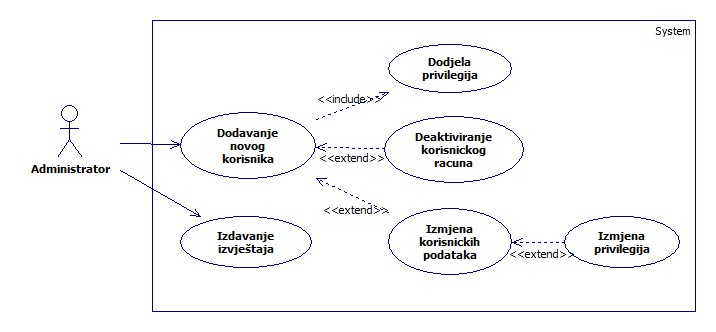 System
Dodjela
privilegija
<<include>>
Dodavanje
novog
korisnika
Deaktiviranje
korisnickog
racuna
<<extend>>
Administrator
<<extend>>
Izdavanje
izvještaja
Izmjena
korisnickih
podataka
<<extend>>
Izmjena
privilegija